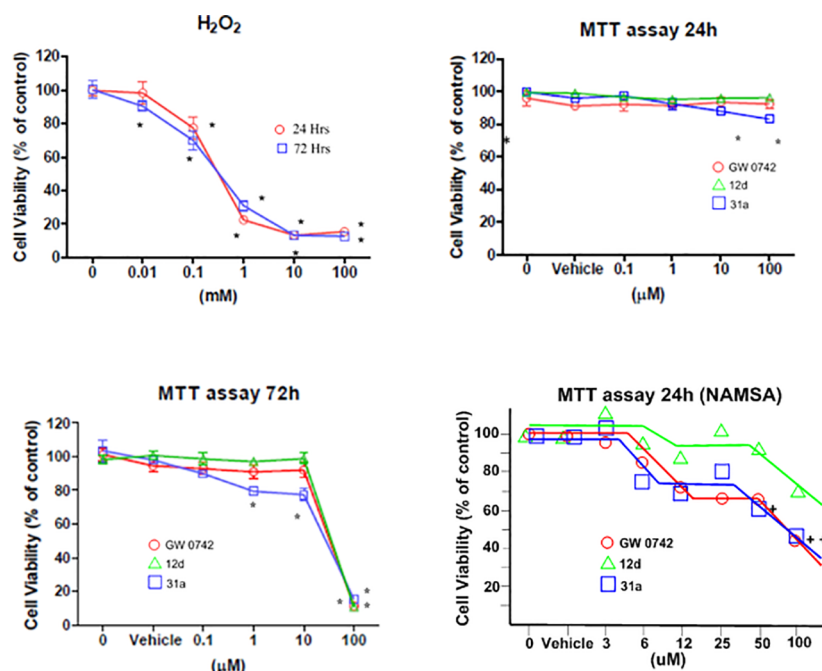 H₂O₂
Cell Viability (% of control)
120
100
80
60
40
20
0
24 Hrs
72 Hrs
*
*
*
*
*
*
*
*
*
0 0.01 0.1 1 10 100
(mM)
MTT assay 24h
Cell Viability (% of control)
120
100
80
60
40
20
0
*
*
*
GW 0742
12d
31a
0 Vehicle 0.1 1 10 100
(μM)
MTT assay 72h
Cell Viability (% of control)
120
100
80
60
40
20
0
*
*
*
*
*
GW 0742
12d
31a
0 Vehicle 0.1 1 10 100
(μM)
MTT assay 24h (NAMSA)
Cell Viability (% of control)
100
80
60
40
20
0
+
+ +
GW 0742
12d
31a
0 Vehicle 3 6 12 25 50 100
(uM)